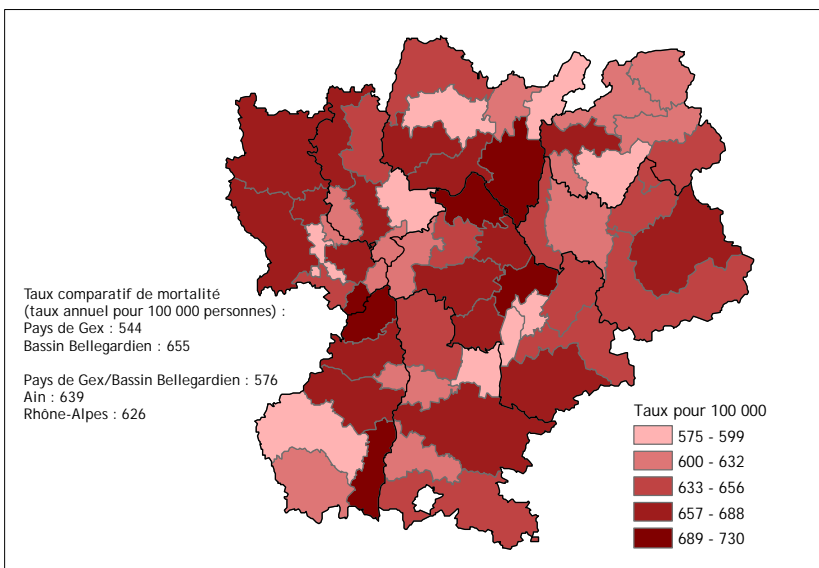 Taux comparatif de mortalité
(taux annuel pour 100 000 personnes) :
Pays de Gex : 544
Bassin Bellegardien : 655
Pays de Gex/Bassin Bellegardien : 576
Ain : 639
Rhône-Alpes : 626
Taux pour 100 000
575 - 599
600 - 632
633 - 656
657 - 688
689 - 730